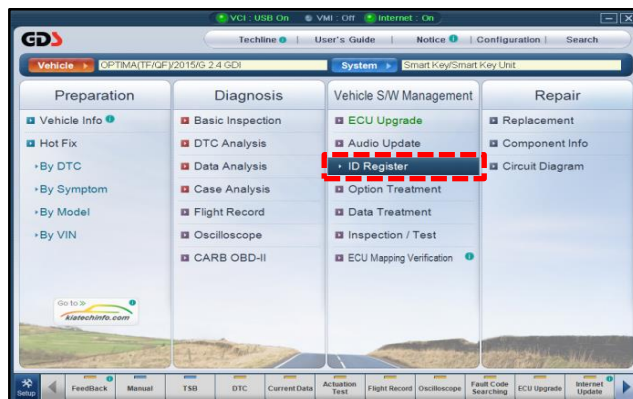 VCI : USB On VMI : Off Internet : On
GDS
Techline | User's Guide | Notice | Configuration | Search
Vehicle OPTIMA(TF/QF)/2015/G 2.4 GDI System Smart Key/Smart Key Unit
Preparation
Vehicle Info
Hot Fix
By DTC
By Symptom
By Model
By VIN
Go to
kiatechinfo.com
Diagnosis
Basic Inspection
DTC Analysis
Data Analysis
Case Analysis
Flight Record
Oscilloscope
CARB OBD-II
Vehicle S/W Management
ECU Upgrade
Audio Update
ID Register
Option Treatment
Data Treatment
Inspection / Test
ECU Mapping Verification
Repair
Replacement
Component Info
Circuit Diagram
Setup
FeedBack
Manual
TSB
DTC
Current Data
Actuation
Test
Flight Record
Oscilloscope
Fault Code
Searching
ECU Upgrade
Internet
Update